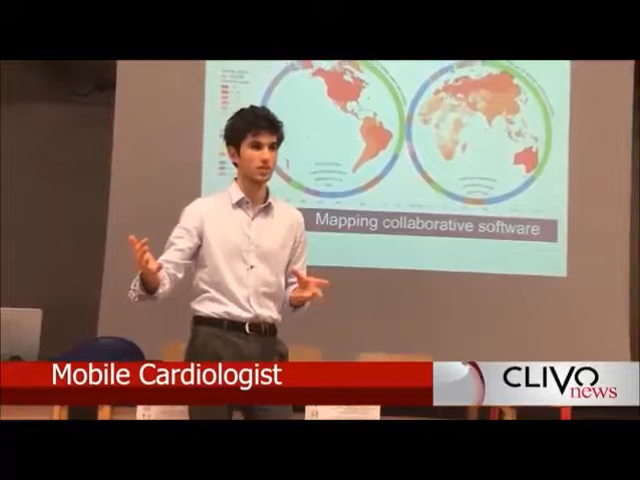 Mapping collaborative software
Mobile Cardiologist
CLIVO
news